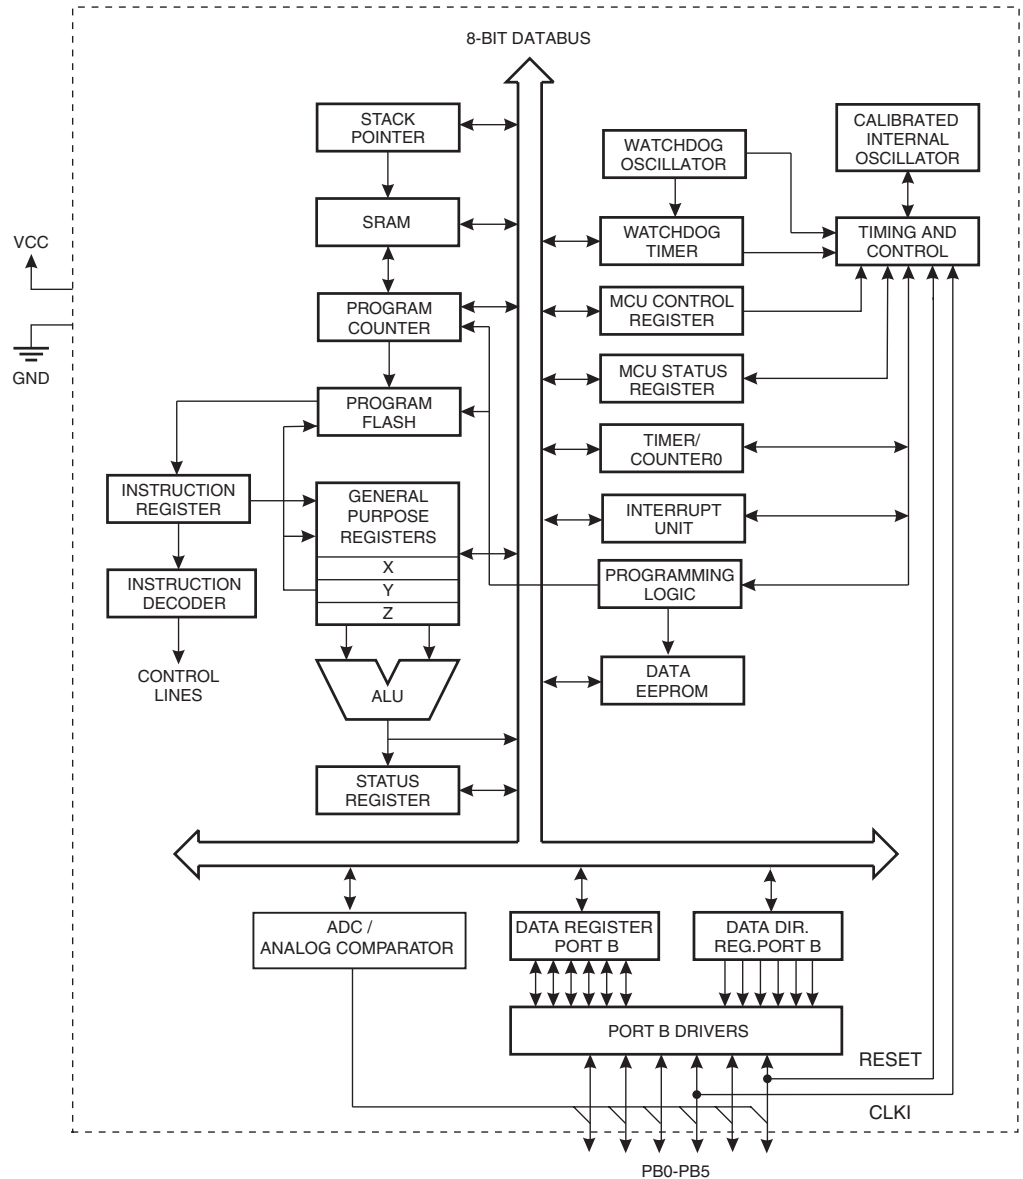 8-BIT DATABUS
STACK
POINTER
WATCHDOG
OSCILLATOR
CALIBRATED
INTERNAL
OSCILLATOR
SRAM
WATCHDOG
TIMER
TIMING AND
CONTROL
VCC
GND
PROGRAM
COUNTER
MCU CONTROL
REGISTER
MCU STATUS
REGISTER
PROGRAM
FLASH
TIMER/
COUNTER0
INSTRUCTION
REGISTER
GENERAL
PURPOSE
REGISTERS
X
Y
Z
INTERRUPT
UNIT
INSTRUCTION
DECODER
PROGRAMMING
LOGIC
CONTROL
LINES
ALU
DATA
EEPROM
STATUS
REGISTER
ADC /
ANALOG COMPARATOR
DATA REGISTER
PORT B
DATA DIR.
REG.PORT B
PORT B DRIVERS
RESET
CLKI
PB0-PB5